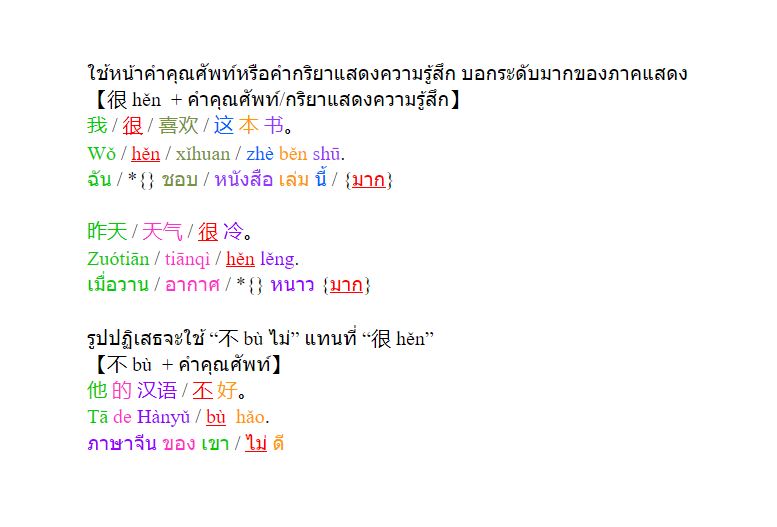 ใช้หน้าคำคุณศัพท์หรือคำกริยาแสดงความรู้สึก บอกระดับมากของภาคแสดง
【很 hěn + คำคุณศัพท์/กริยาแสดงความรู้สึก】
我 / 很 / 喜欢 / 这 本 书。
Wǒ / hěn / xǐhuan / zhè běn shū.
ฉัน / *{} ชอบ / หนังสือ เล่ม นี้ / {มาก}
昨天 / 天气 / 很 冷。
Zuótiān / tiānqì / hěn lěng.
เมื่อวาน / อากาศ / *{} หนาว {มาก}
รูปปฏิเสธจะใช้ “不 bù ไม่” แทนที่ “很 hěn”
【不 bù + คำคุณศัพท์】
他 的 汉语 / 不 好。
Tā de Hànyǔ / bù hǎo.
ภาษาจีน ของ เขา / ไม่ ดี